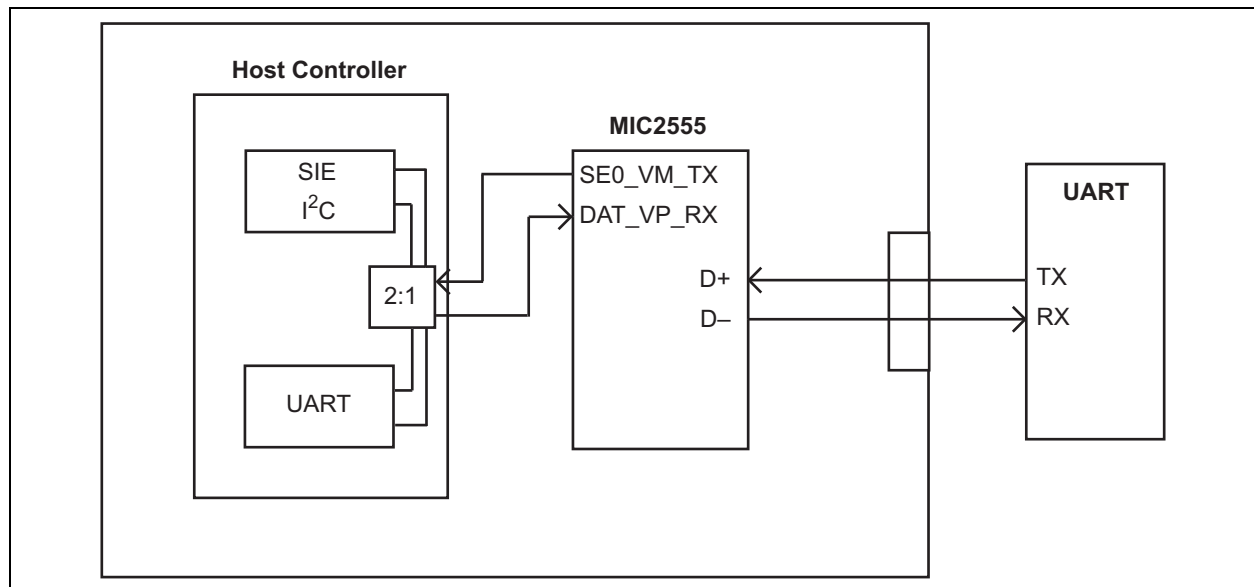 Host Controller
SIE
I²C
2:1
UART
MIC2555
SE0_VM_TX
DAT_VP_RX
D+
D–
UART
TX
RX